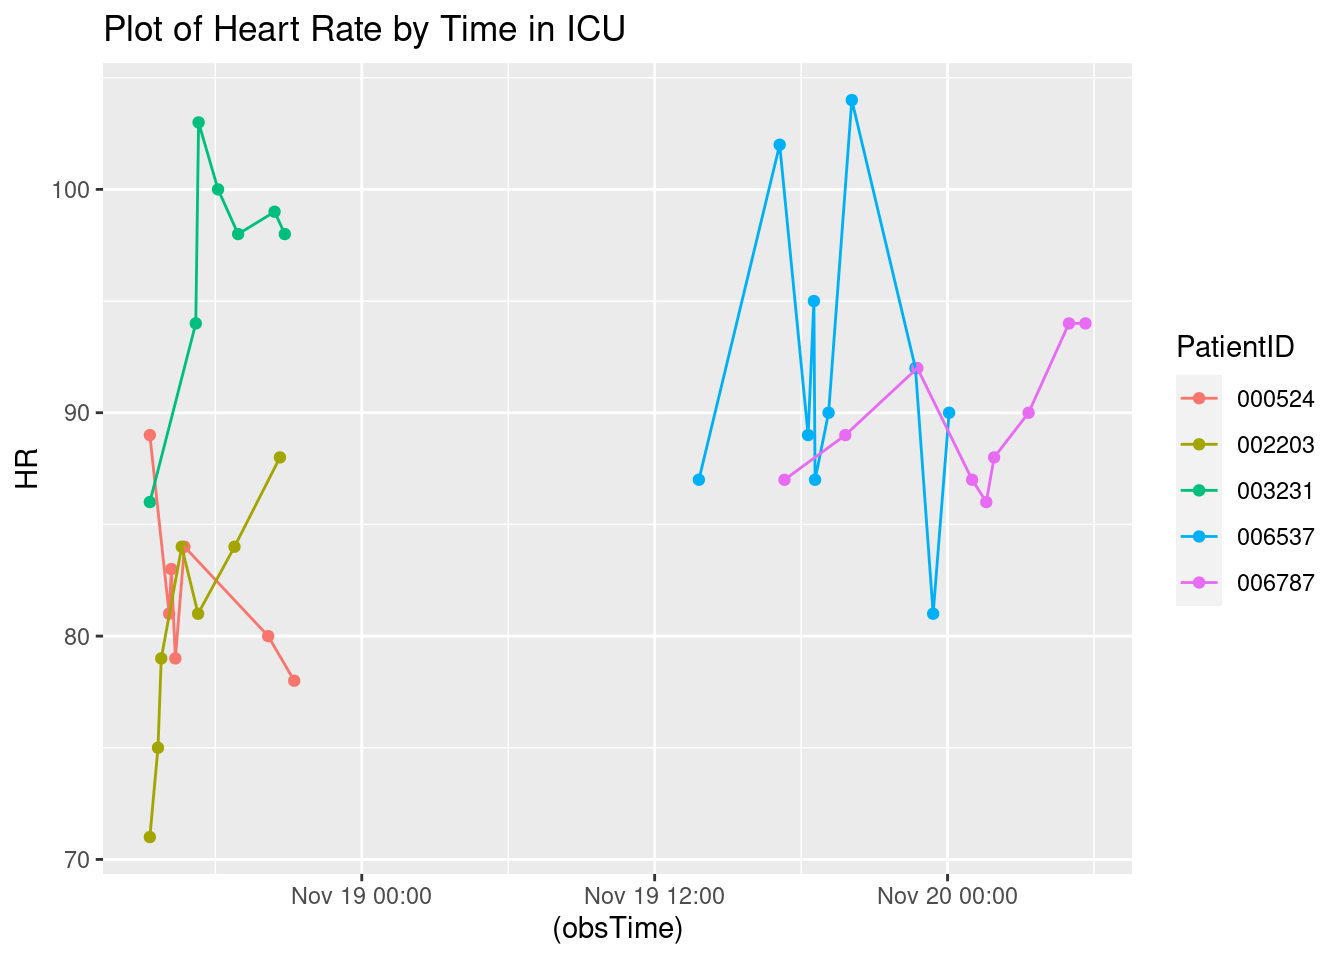 Plot of Heart Rate by Time in ICU
HR
100
90
80
70
Nov 19 00:00
Nov 19 12:00
Nov 20 00:00
(obsTime)
PatientID
000524
002203
003231
006537
006787